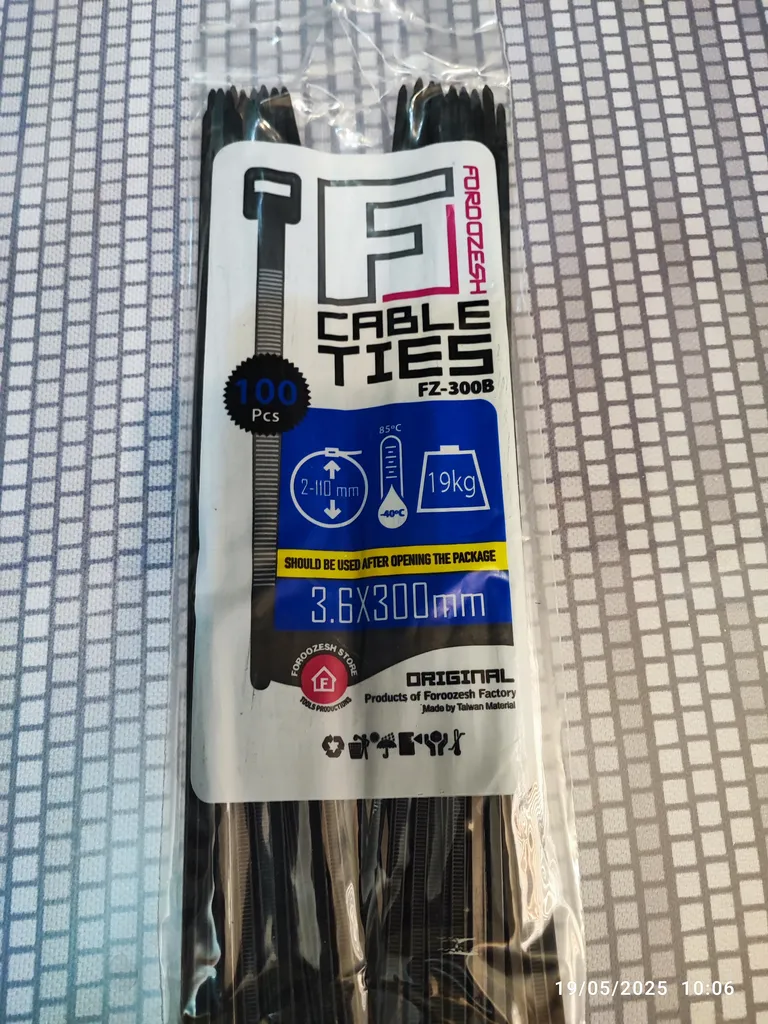 F
FOROOZESH
CABLE
TIES
FZ-300B
100
Pcs
85°C
2-110 mm
-40°C
19kg
SHOULD BE USED AFTER OPENING THE PACKAGE
3.6X300mm
FOROOZESH STORE
F
TOOLS PRODUCTIONS
ORIGINAL
Products of Foroozesh Factory
Made by Taiwan Material
19/05/2025 10:06